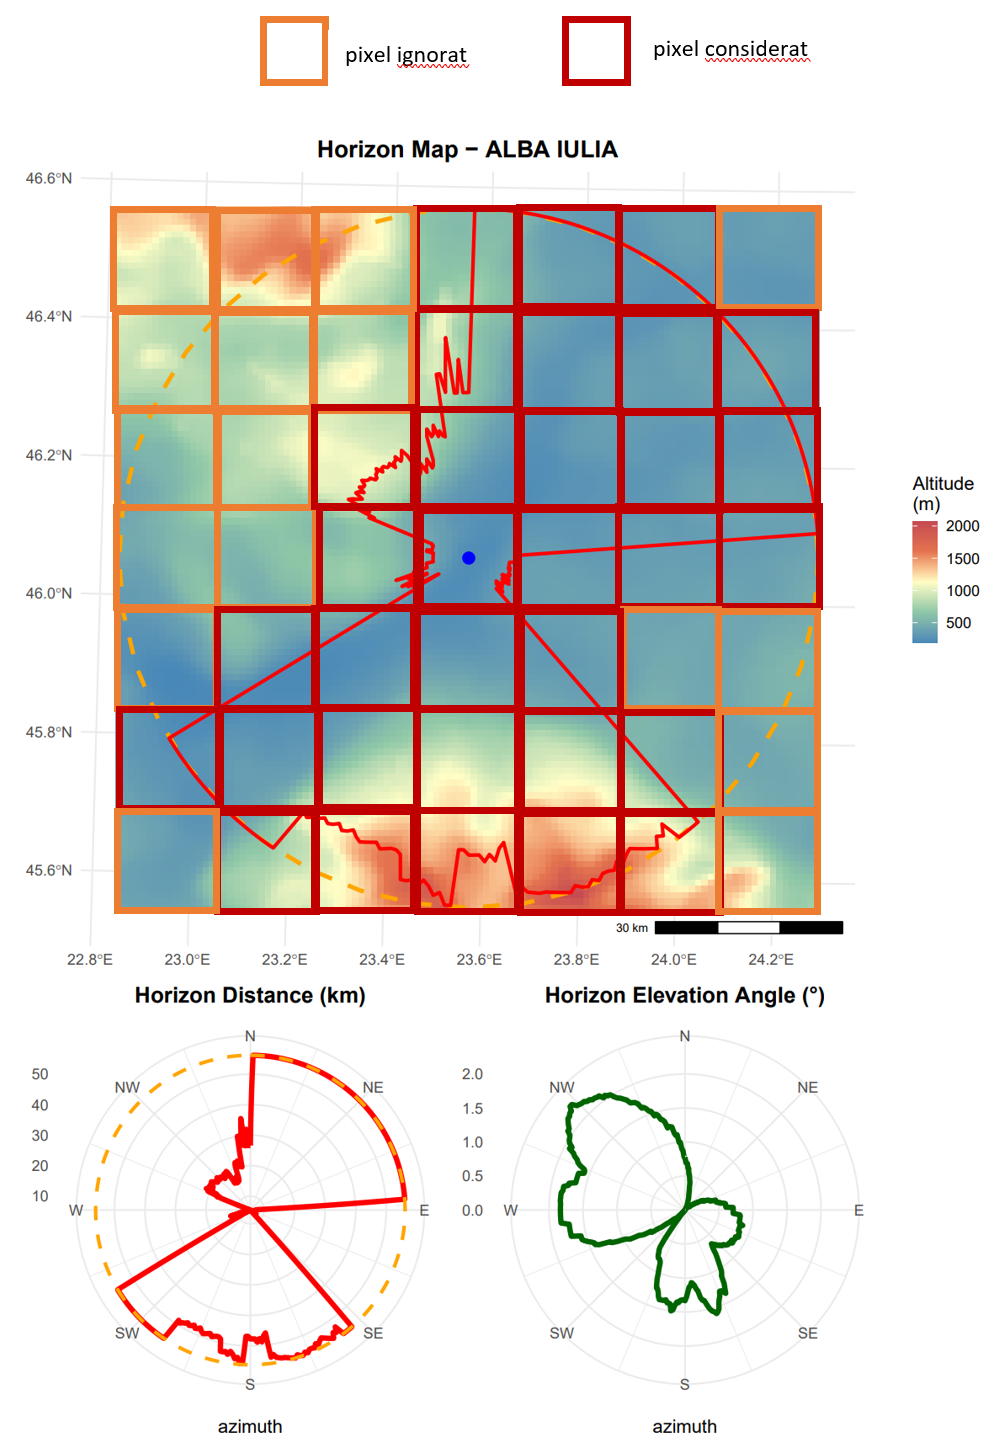 pixel ignorat
pixel considerat
Horizon Map − ALBA IULIA
46.6°N
46.4°N
46.2°N
46.0°N
45.8°N
45.6°N
Altitude
(m)
2000
1500
1000
500
30 km
22.8°E
23.0°E
23.2°E
23.4°E
23.6°E
23.8°E
24.0°E
24.2°E
Horizon Distance (km)
N
NE
E
SE
S
SW
W
NW
50
40
30
20
10
azimuth
Horizon Elevation Angle (°)
N
NE
E
SE
S
SW
W
NW
2.0
1.5
1.0
0.5
0.0
azimuth